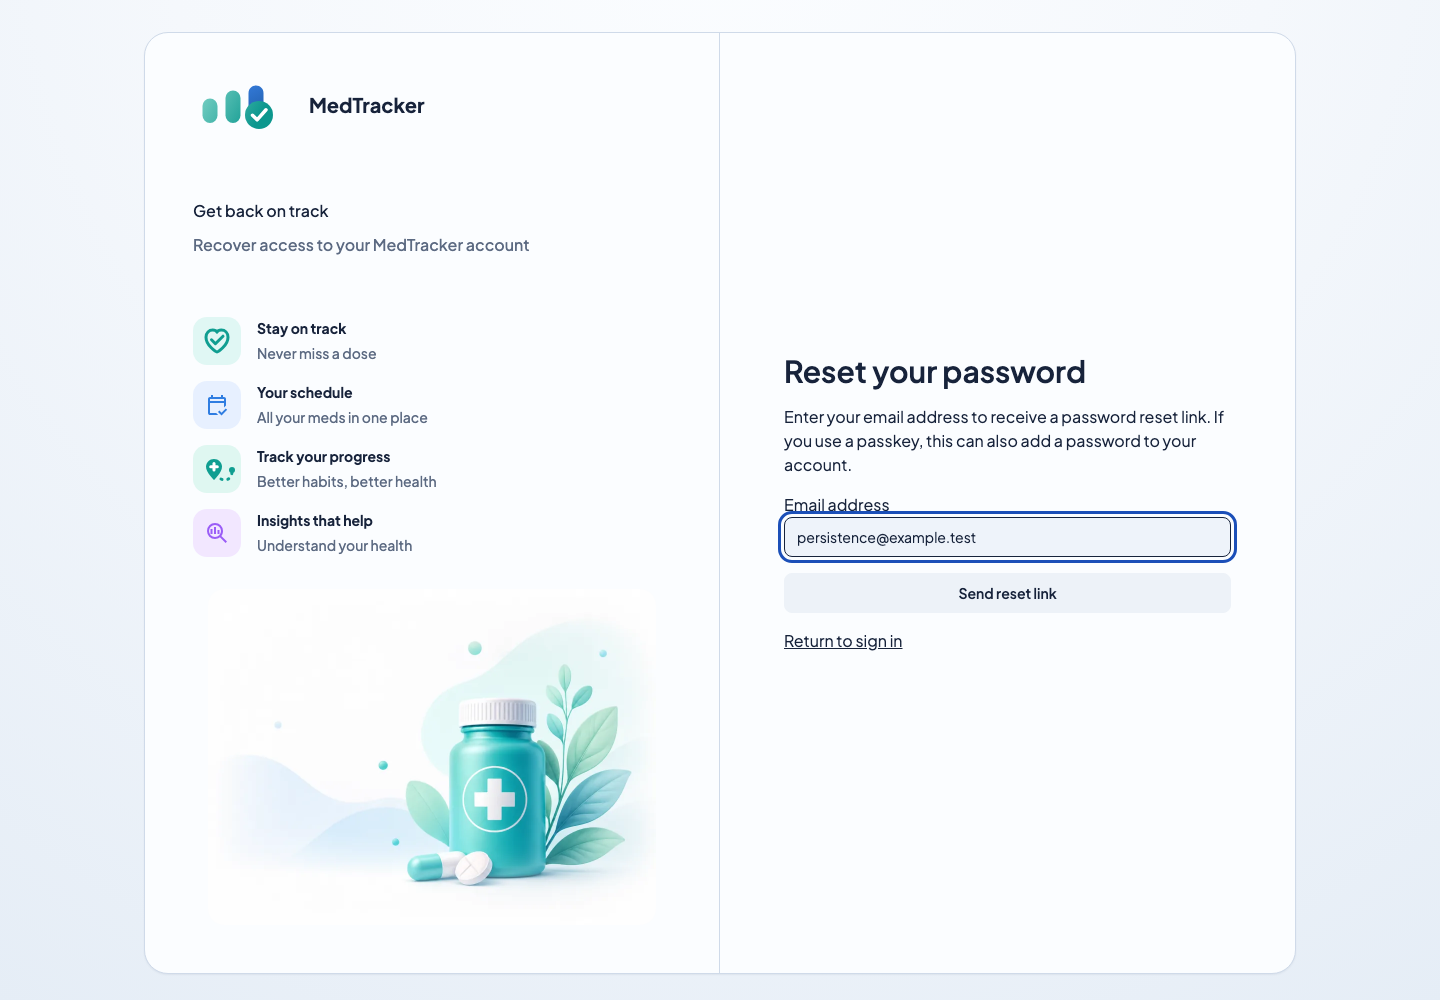 MedTracker
Get back on track
Recover access to your MedTracker account
Stay on track
Never miss a dose
Your schedule
All your meds in one place
Track your progress
Better habits, better health
Insights that help
Understand your health
Reset your password
Enter your email address to receive a password reset link. If
you use a passkey, this can also add a password to your
account.
Email address
persistence@example.test
Send reset link
Return to sign in